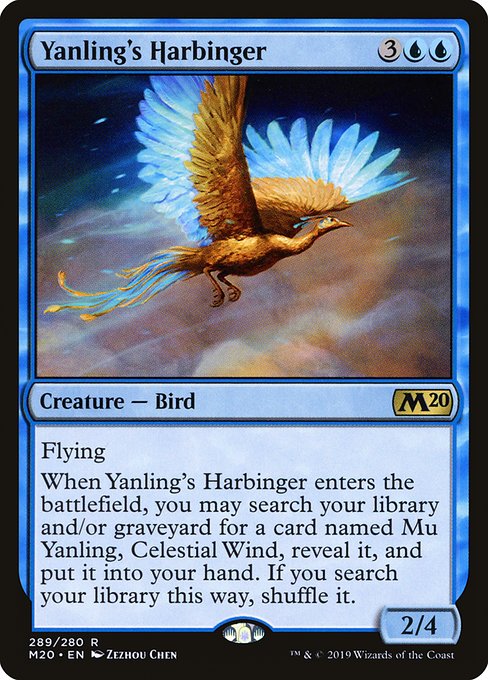 Yanling's Harbinger 3
Creature — Bird M20
Flying
When Yanling's Harbinger enters the
battlefield, you may search your library
and/or graveyard for a card named Mu
Yanling, Celestial Wind, reveal it, and
put it into your hand. If you search
your library this way, shuffle it.
2/4
289/280 R
M20 • EN Zezhou Chen ™ & © 2019 Wizards of the Coast